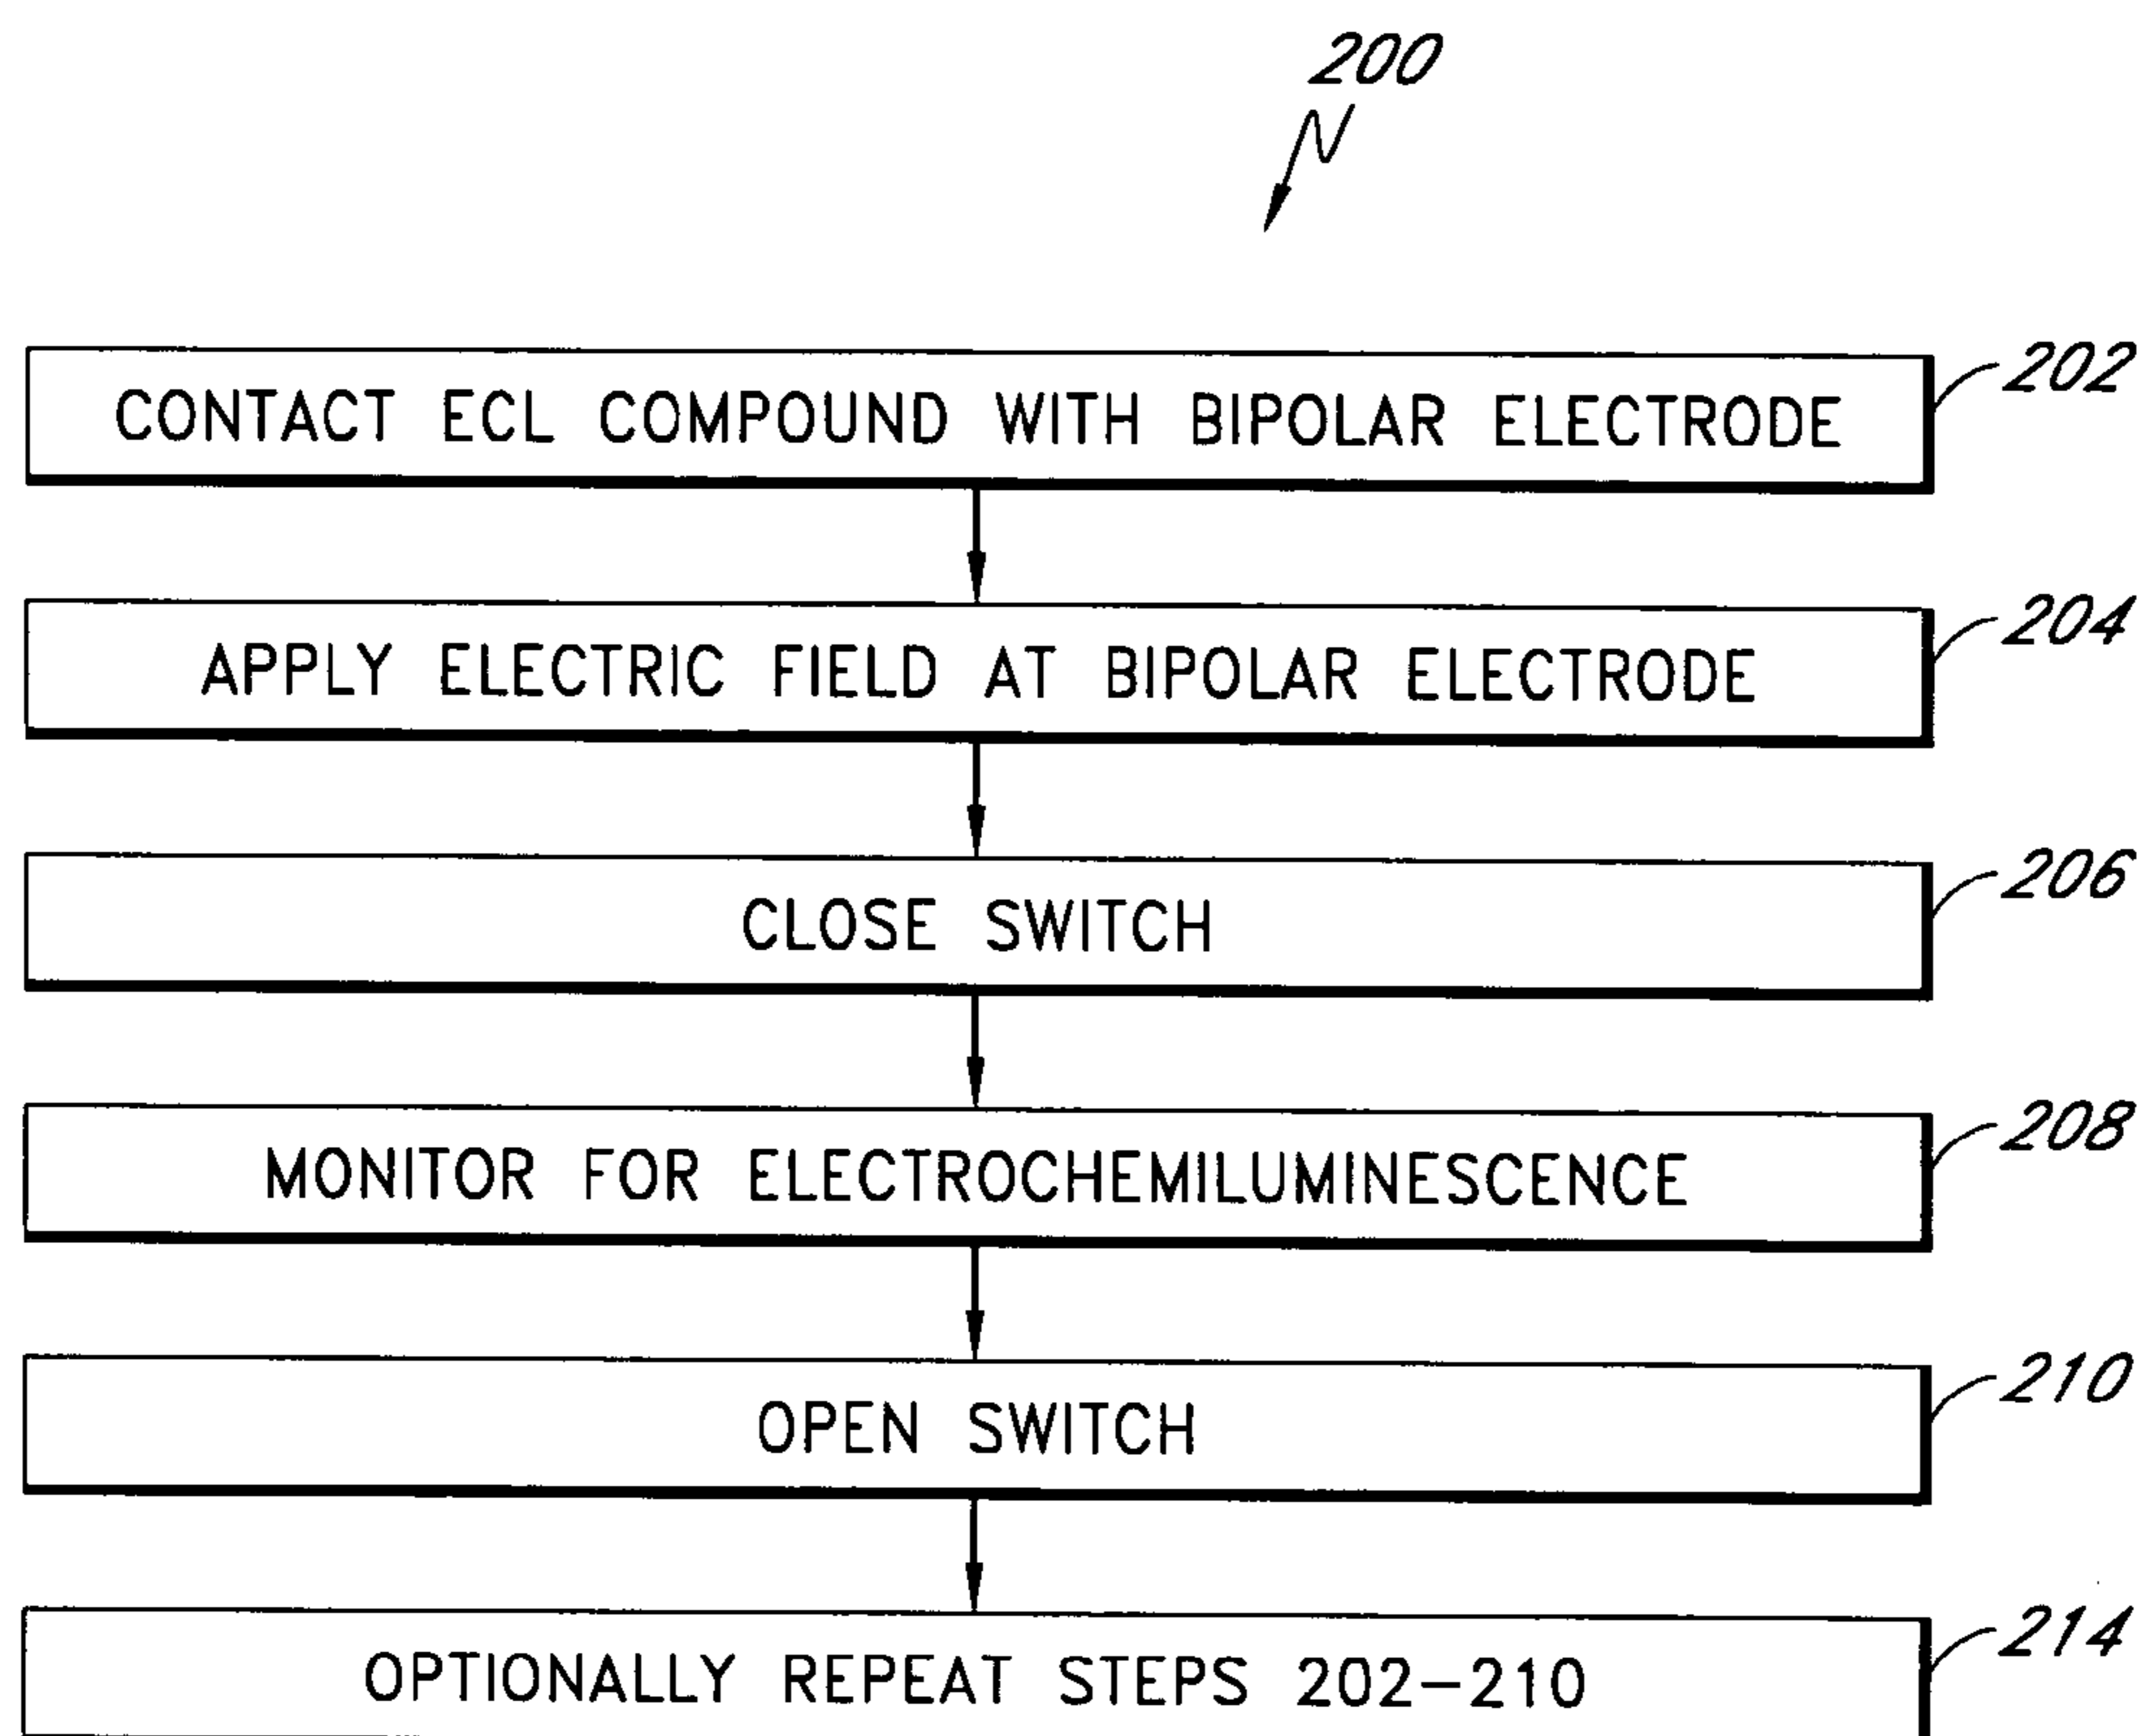 200
CONTACT ECL COMPOUND WITH BIPOLAR ELECTRODE
202
APPLY ELECTRIC FIELD AT BIPOLAR ELECTRODE
204
CLOSE SWITCH
206
MONITOR FOR ELECTROCHEMILUMINESCENCE
208
OPEN SWITCH
210
OPTIONALLY REPEAT STEPS 202-210
214